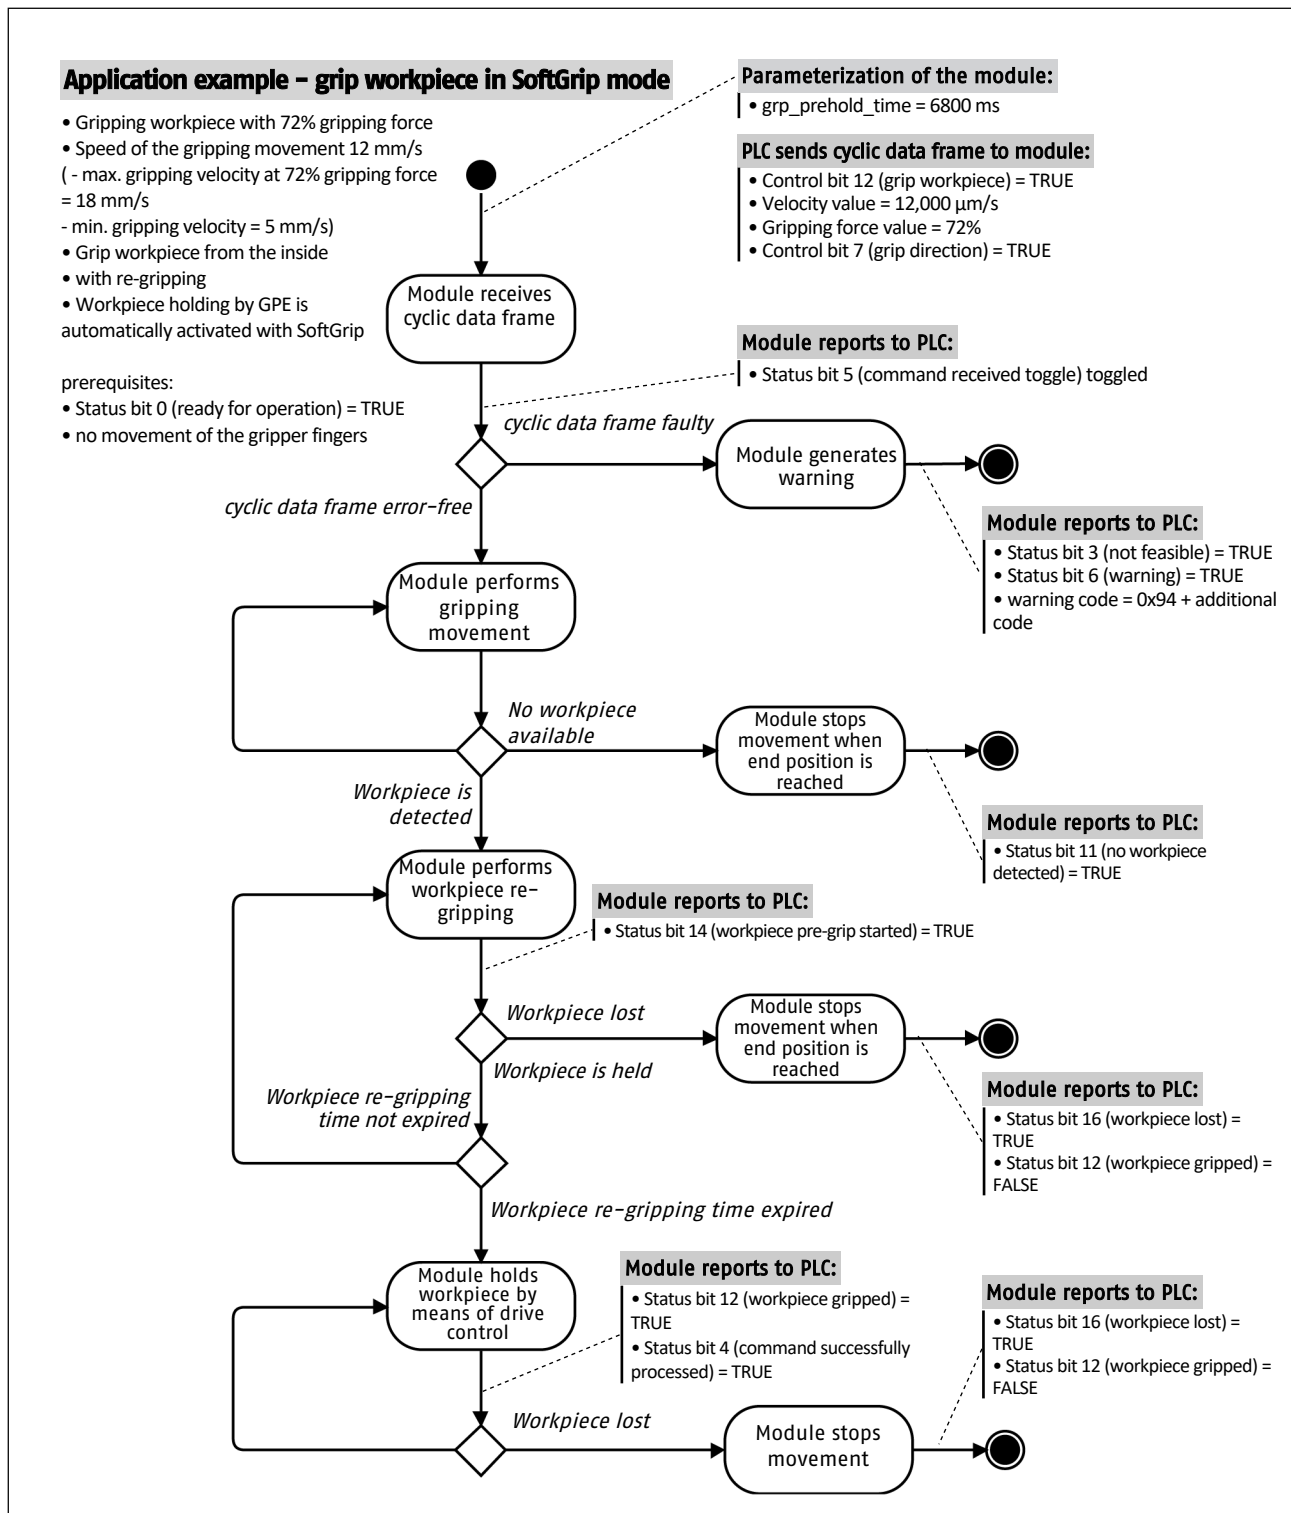 Application example – grip workpiece in SoftGrip mode
• Gripping workpiece with 72% gripping force
• Speed of the gripping movement 12 mm/s
( - max. gripping velocity at 72% gripping force
= 18 mm/s
- min. gripping velocity = 5 mm/s)
• Grip workpiece from the inside
• with re-gripping
• Workpiece holding by GPE is
automatically activated with SoftGrip
prerequisites:
• Status bit 0 (ready for operation) = TRUE
• no movement of the gripper fingers
Parameterization of the module:
• grp_prehold_time = 6800 ms
PLC sends cyclic data frame to module:
• Control bit 12 (grip workpiece) = TRUE
• Velocity value = 12,000 µm/s
• Gripping force value = 72%
• Control bit 7 (grip direction) = TRUE
Module receives
cyclic data frame
Module reports to PLC:
• Status bit 5 (command received toggle) toggled
cyclic data frame faulty
Module generates
warning
cyclic data frame error-free
Module reports to PLC:
• Status bit 3 (not feasible) = TRUE
• Status bit 6 (warning) = TRUE
• warning code = 0x94 + additional
code
Module performs
gripping
movement
No workpiece
available
Module stops
movement when
end position is
reached
Workpiece is
detected
Module reports to PLC:
• Status bit 11 (no workpiece
detected) = TRUE
Module performs
workpiece re-
gripping
Module reports to PLC:
• Status bit 14 (workpiece pre-grip started) = TRUE
Workpiece lost
Module stops
movement when
end position is
reached
Workpiece is held
Workpiece re-gripping
time not expired
Module reports to PLC:
• Status bit 16 (workpiece lost) =
TRUE
• Status bit 12 (workpiece gripped) =
FALSE
Workpiece re-gripping time expired
Module holds
workpiece by
means of drive
control
Module reports to PLC:
• Status bit 12 (workpiece gripped) =
TRUE
• Status bit 4 (command successfully
processed) = TRUE
Module reports to PLC:
• Status bit 16 (workpiece lost) =
TRUE
• Status bit 12 (workpiece gripped) =
FALSE
Workpiece lost
Module stops
movement